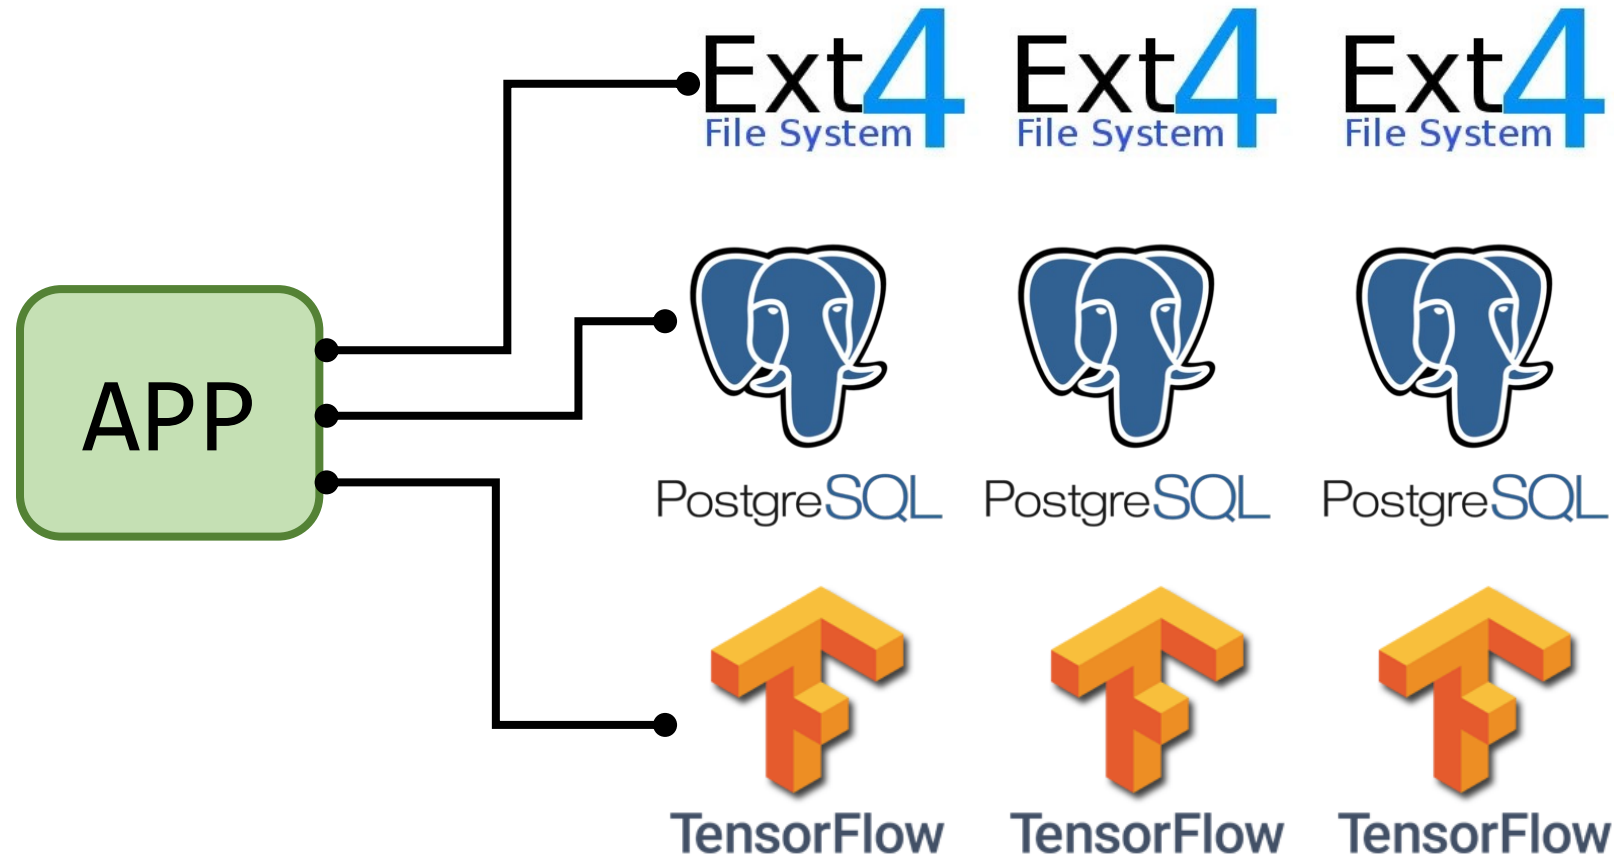 Ext4 Ext4 Ext4
File System File System File System
APP
PostgreSQL PostgreSQL PostgreSQL
TensorFlow TensorFlow TensorFlow